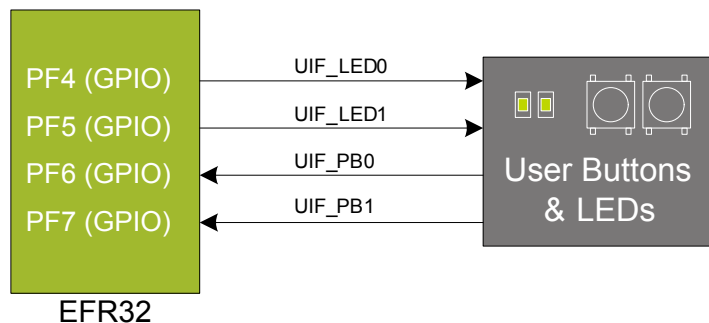 PF4 (GPIO)
PF5 (GPIO)
PF6 (GPIO)
PF7 (GPIO)
EFR32
UIF_LED0
UIF_LED1
UIF_PB0
UIF_PB1
User Buttons
& LEDs